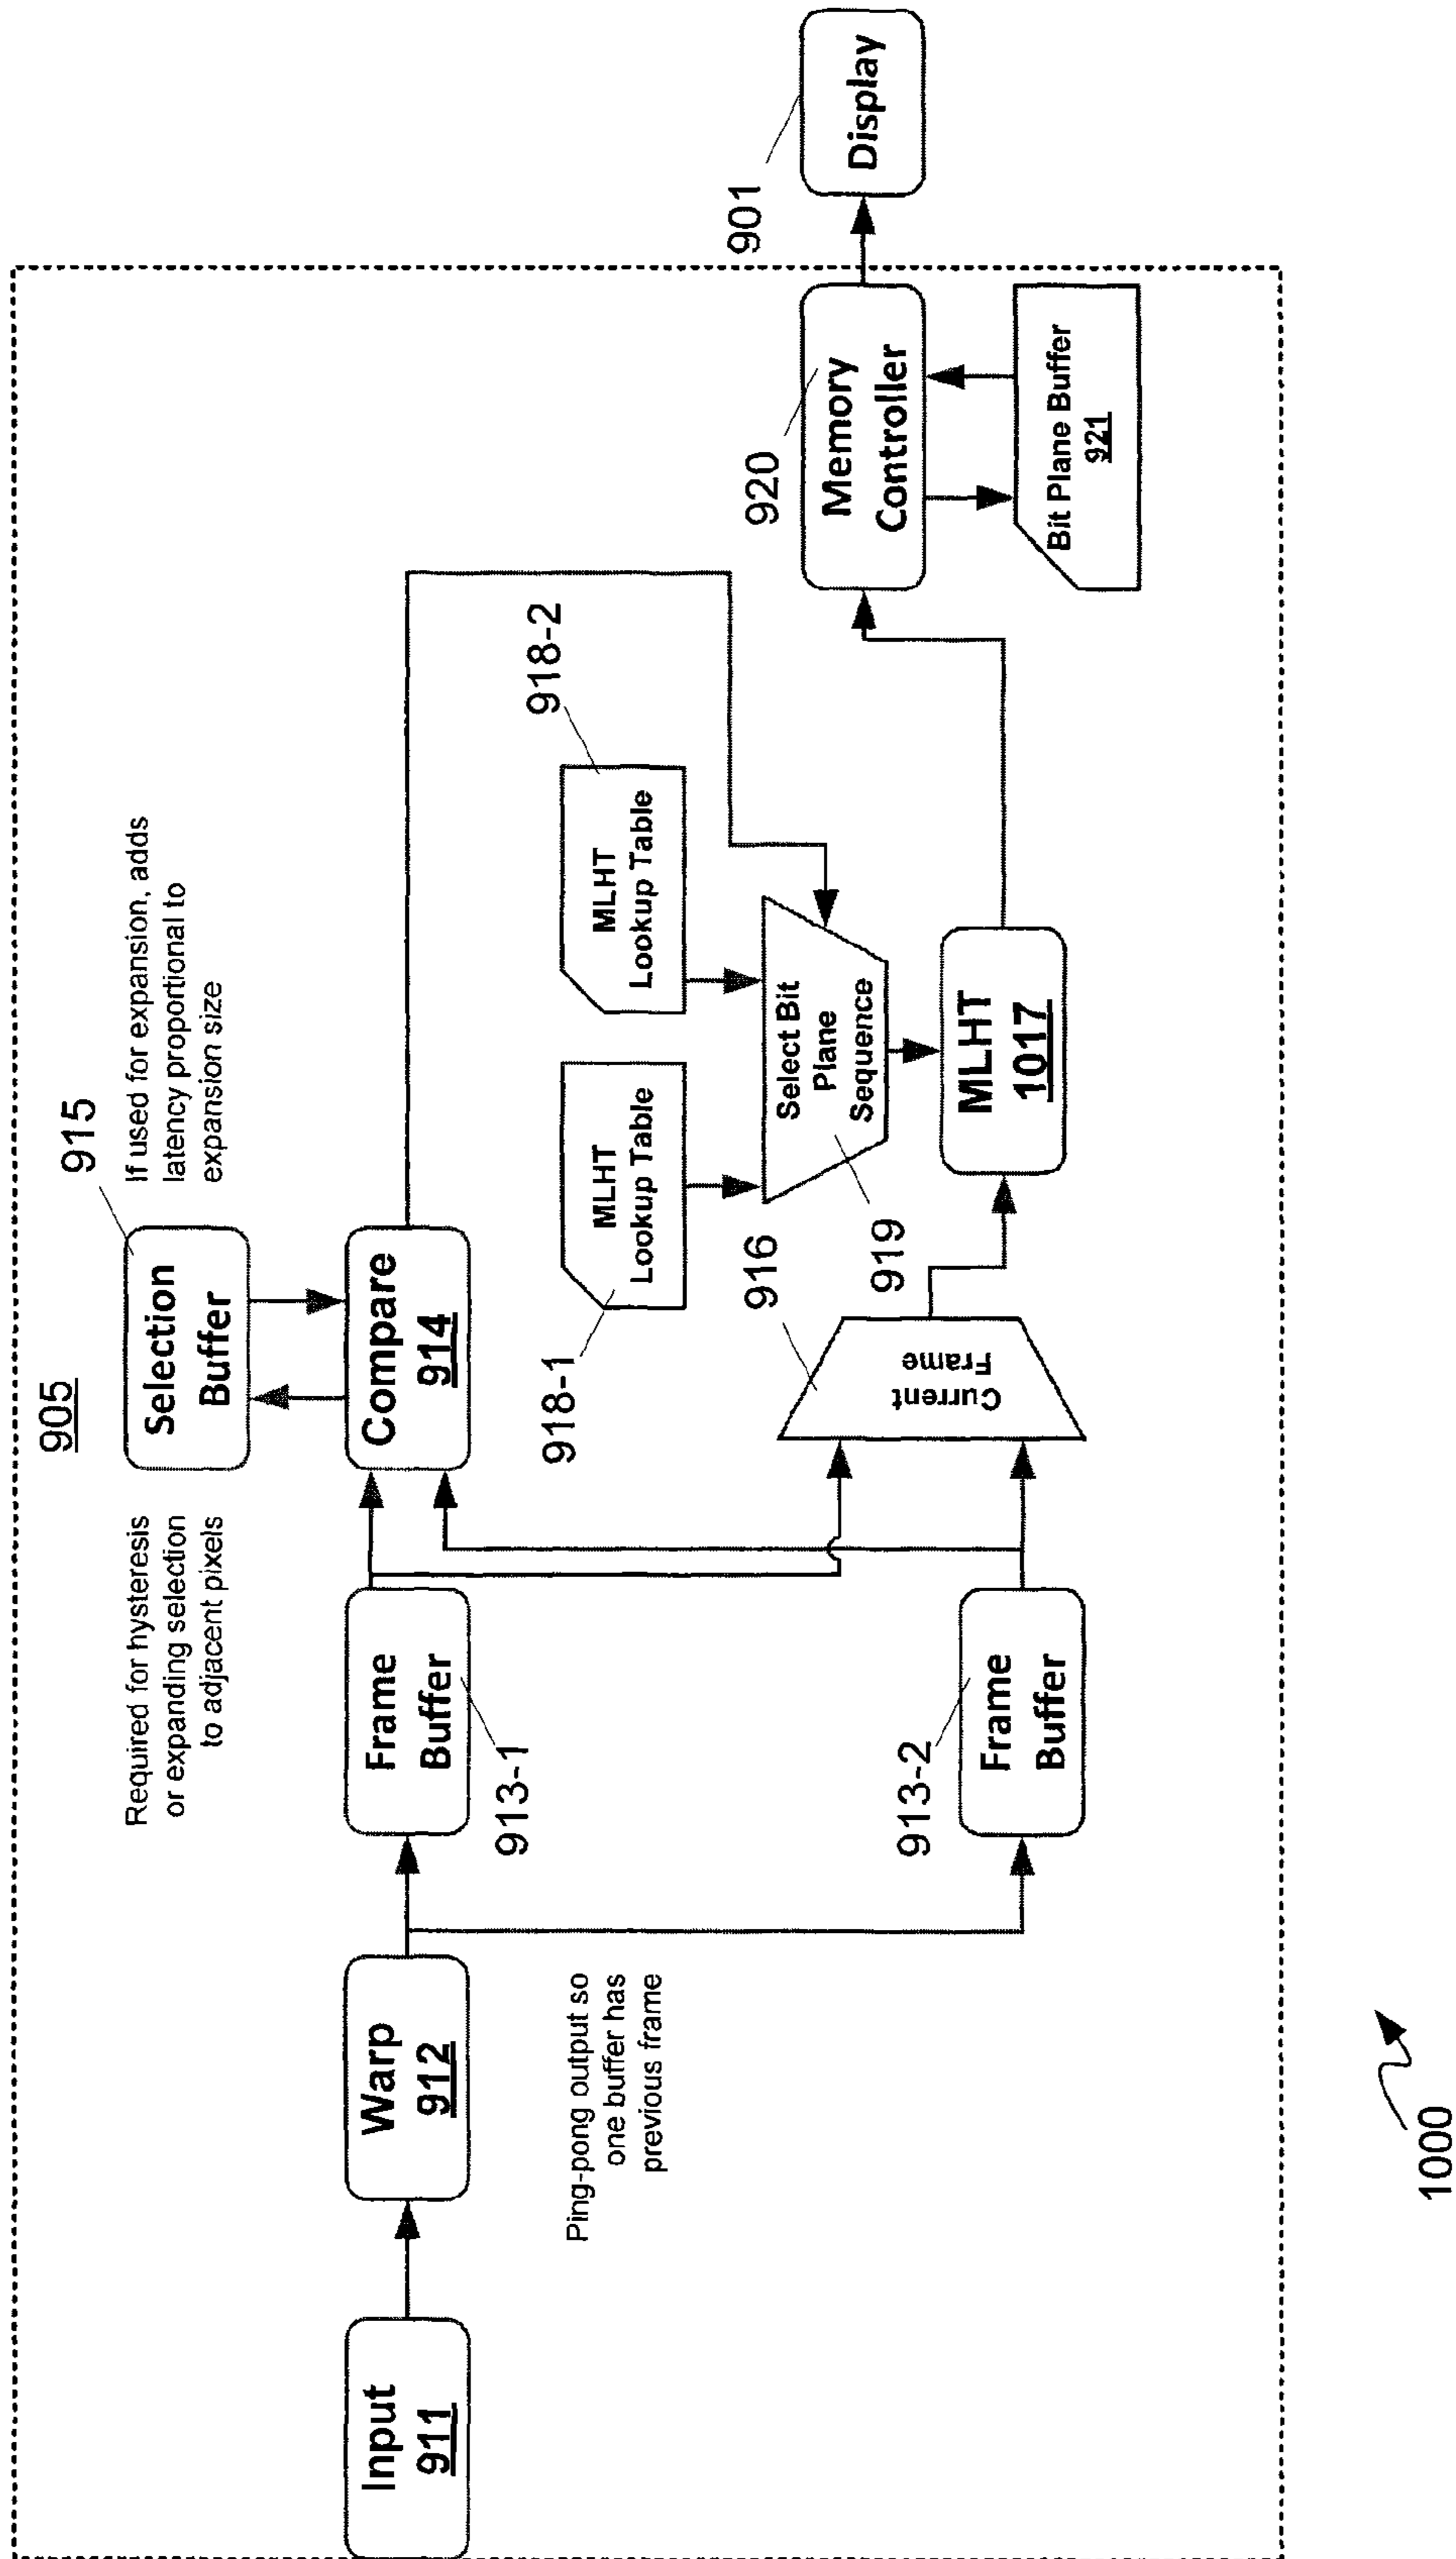 905
Required for hysteresis
or expanding selection
to adjacent pixels
Selection
Buffer
915
If used for expansion, adds
latency proportional to
expansion size
Input
911
Warp
912
Ping-pong output so
one buffer has
previous frame
Frame
Buffer
913-1
Frame
Buffer
913-2
Compare
914
918-1
MLHT
Lookup Table
MLHT
Lookup Table
918-2
916
Current
Frame
919
Select Bit
Plane
Sequence
MLHT
1017
920
Memory
Controller
Bit Plane Buffer
921
901
Display
1000